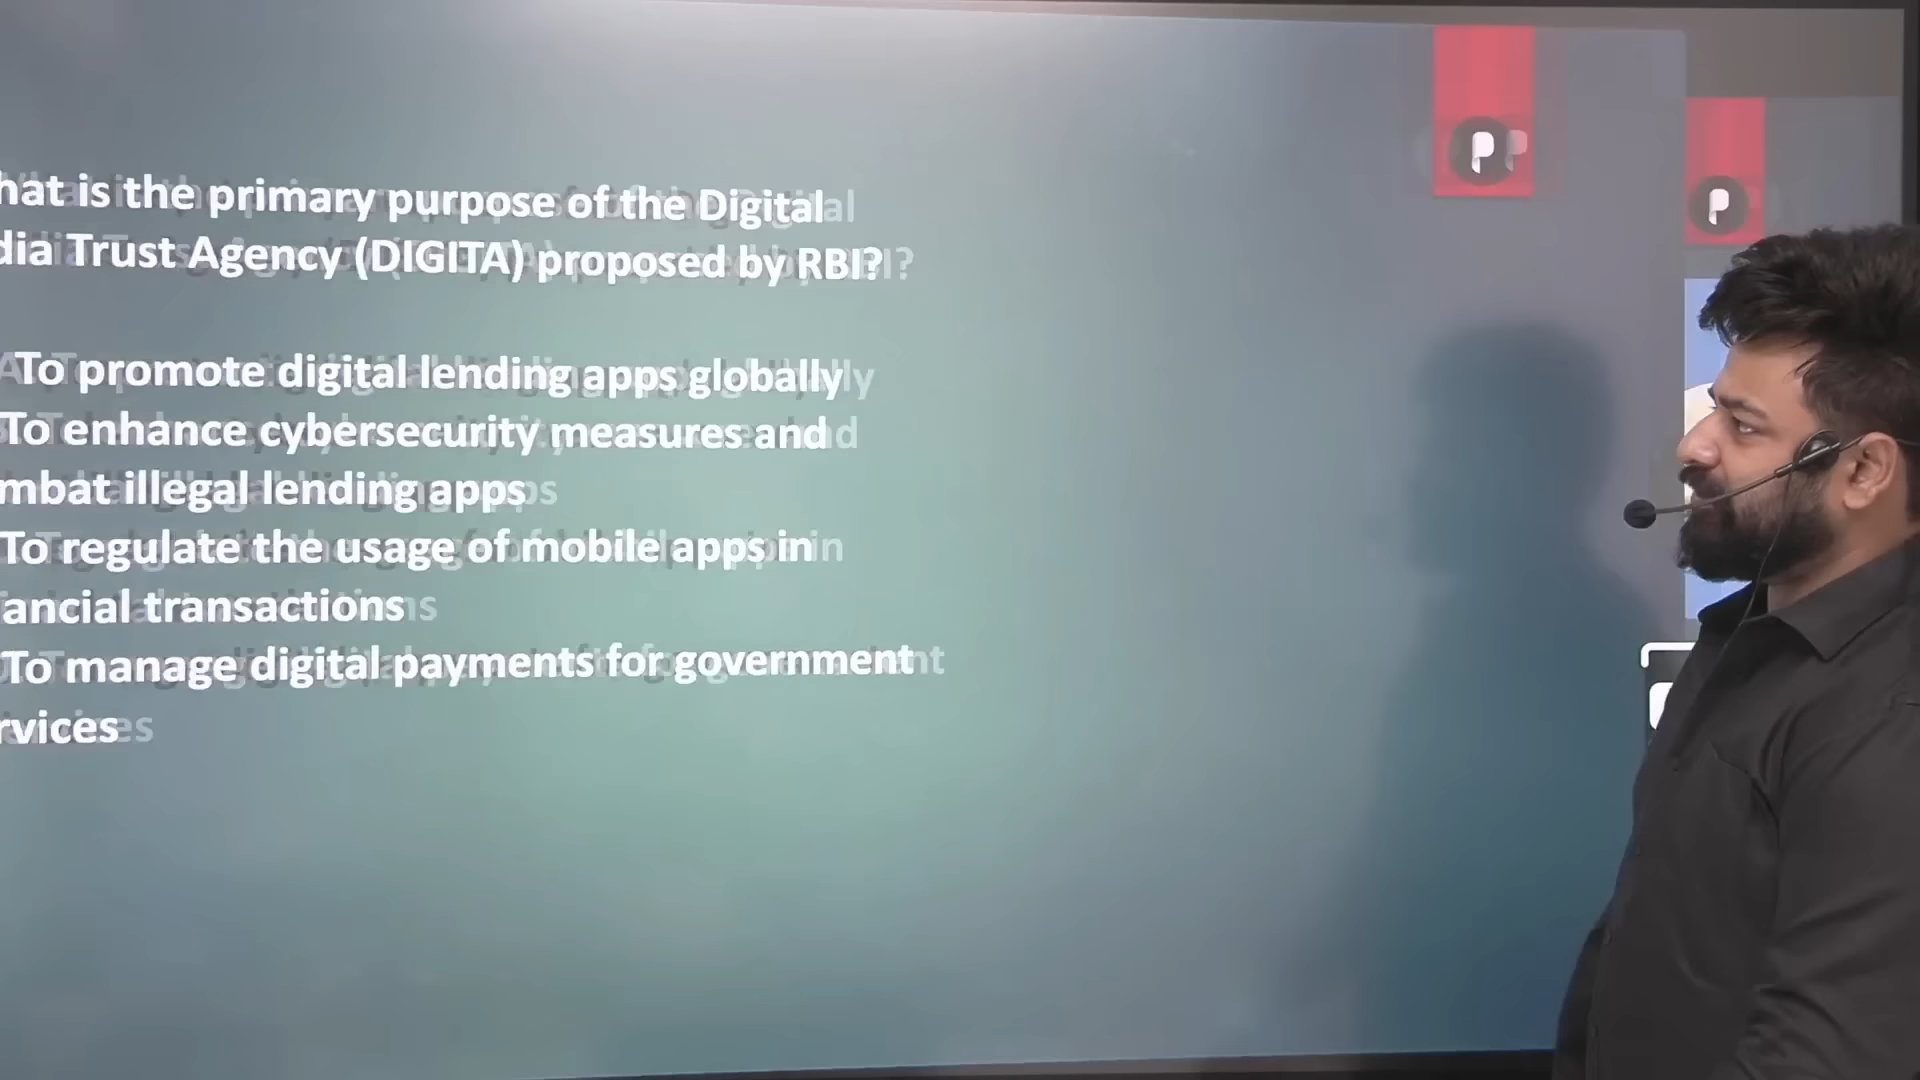 hat is the primary purpose of the Digital
dia Trust Agency (DIGITA) proposed by RBI?
To promote digital lending apps globally
To enhance cybersecurity measures and
mbat illegal lending apps
To regulate the usage of mobile apps in
ancial transactions
To manage digital payments for government
rvices